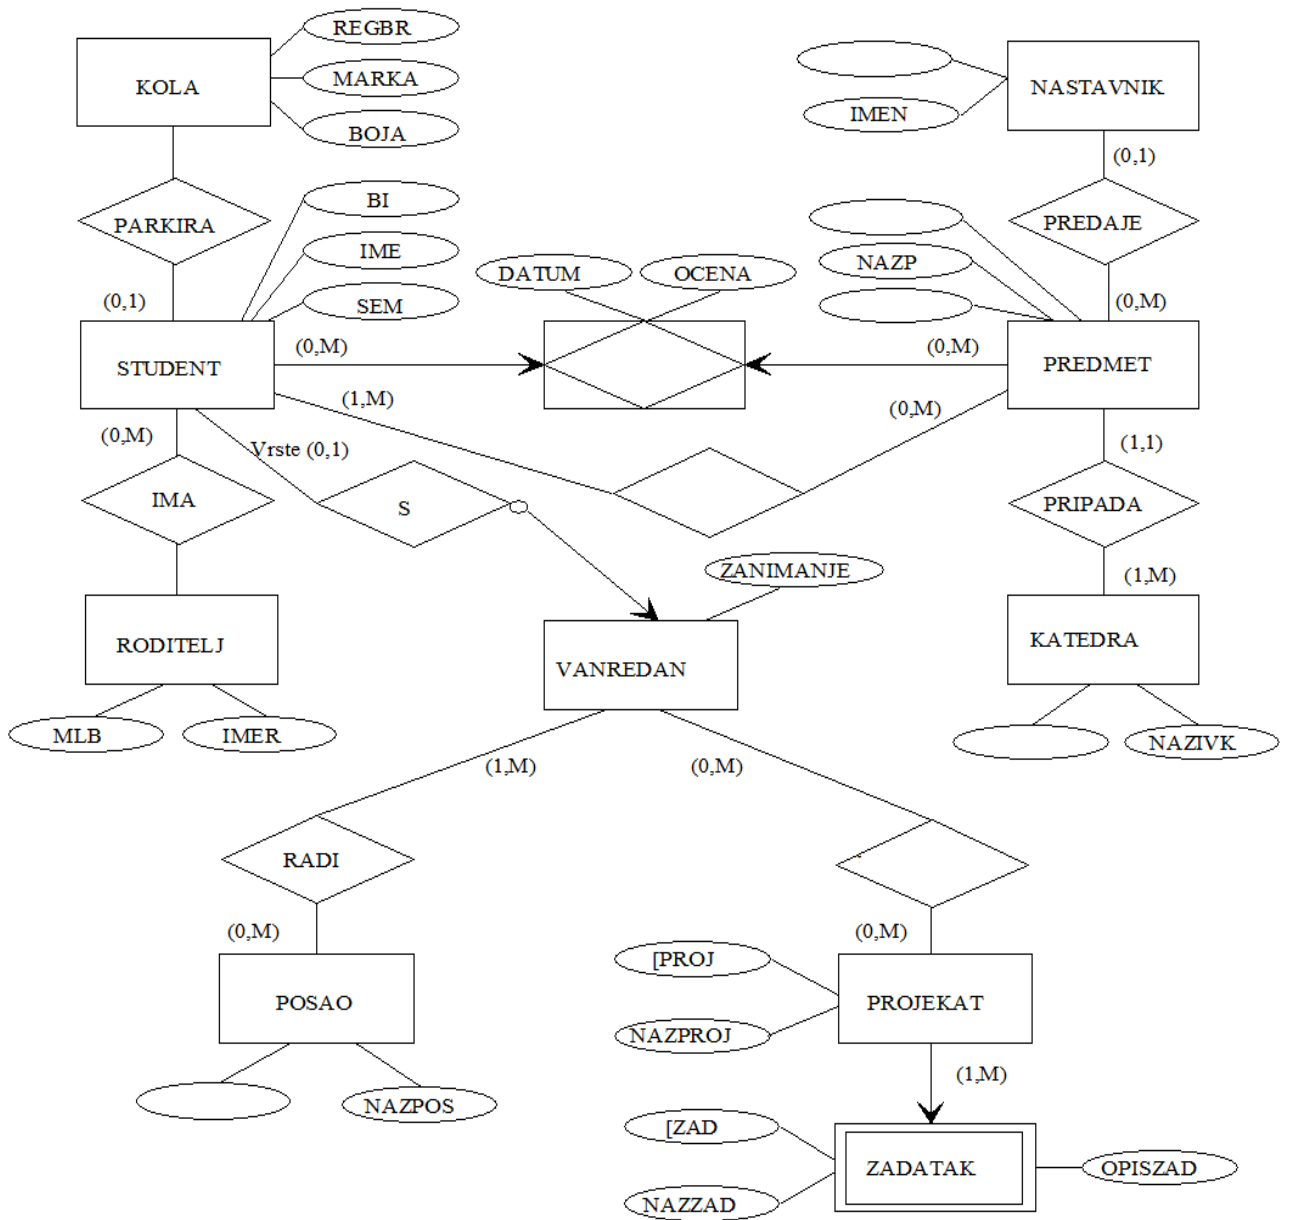 REGBR
KOLA
MARKA
NASTAVNIK
IMEN
BOJA
(0,1)
BI
PARKIRA
PREDAJE
IME
NAZP
DATUM
OCENA
(0,1)
SEM
(0,M)
STUDENT
(0,M)
(0,M)
PREDMET
(1,M)
(0,M)
(0,M)
Vrste (0,1)
(1,1)
IMA
S
PRIPADA
ZANIMANJE
(1,M)
RODITELJ
VANREDAN
KATEDRA
MLB
IMER
NAZIVK
(1,M)
(0,M)
RADI
(0,M)
(0,M)
[PROJ
POSAO
PROJEKAT
NAZPROJ
(1,M)
NAZPOS
[ZAD
ZADATAK
OPISZAD
NAZZAD